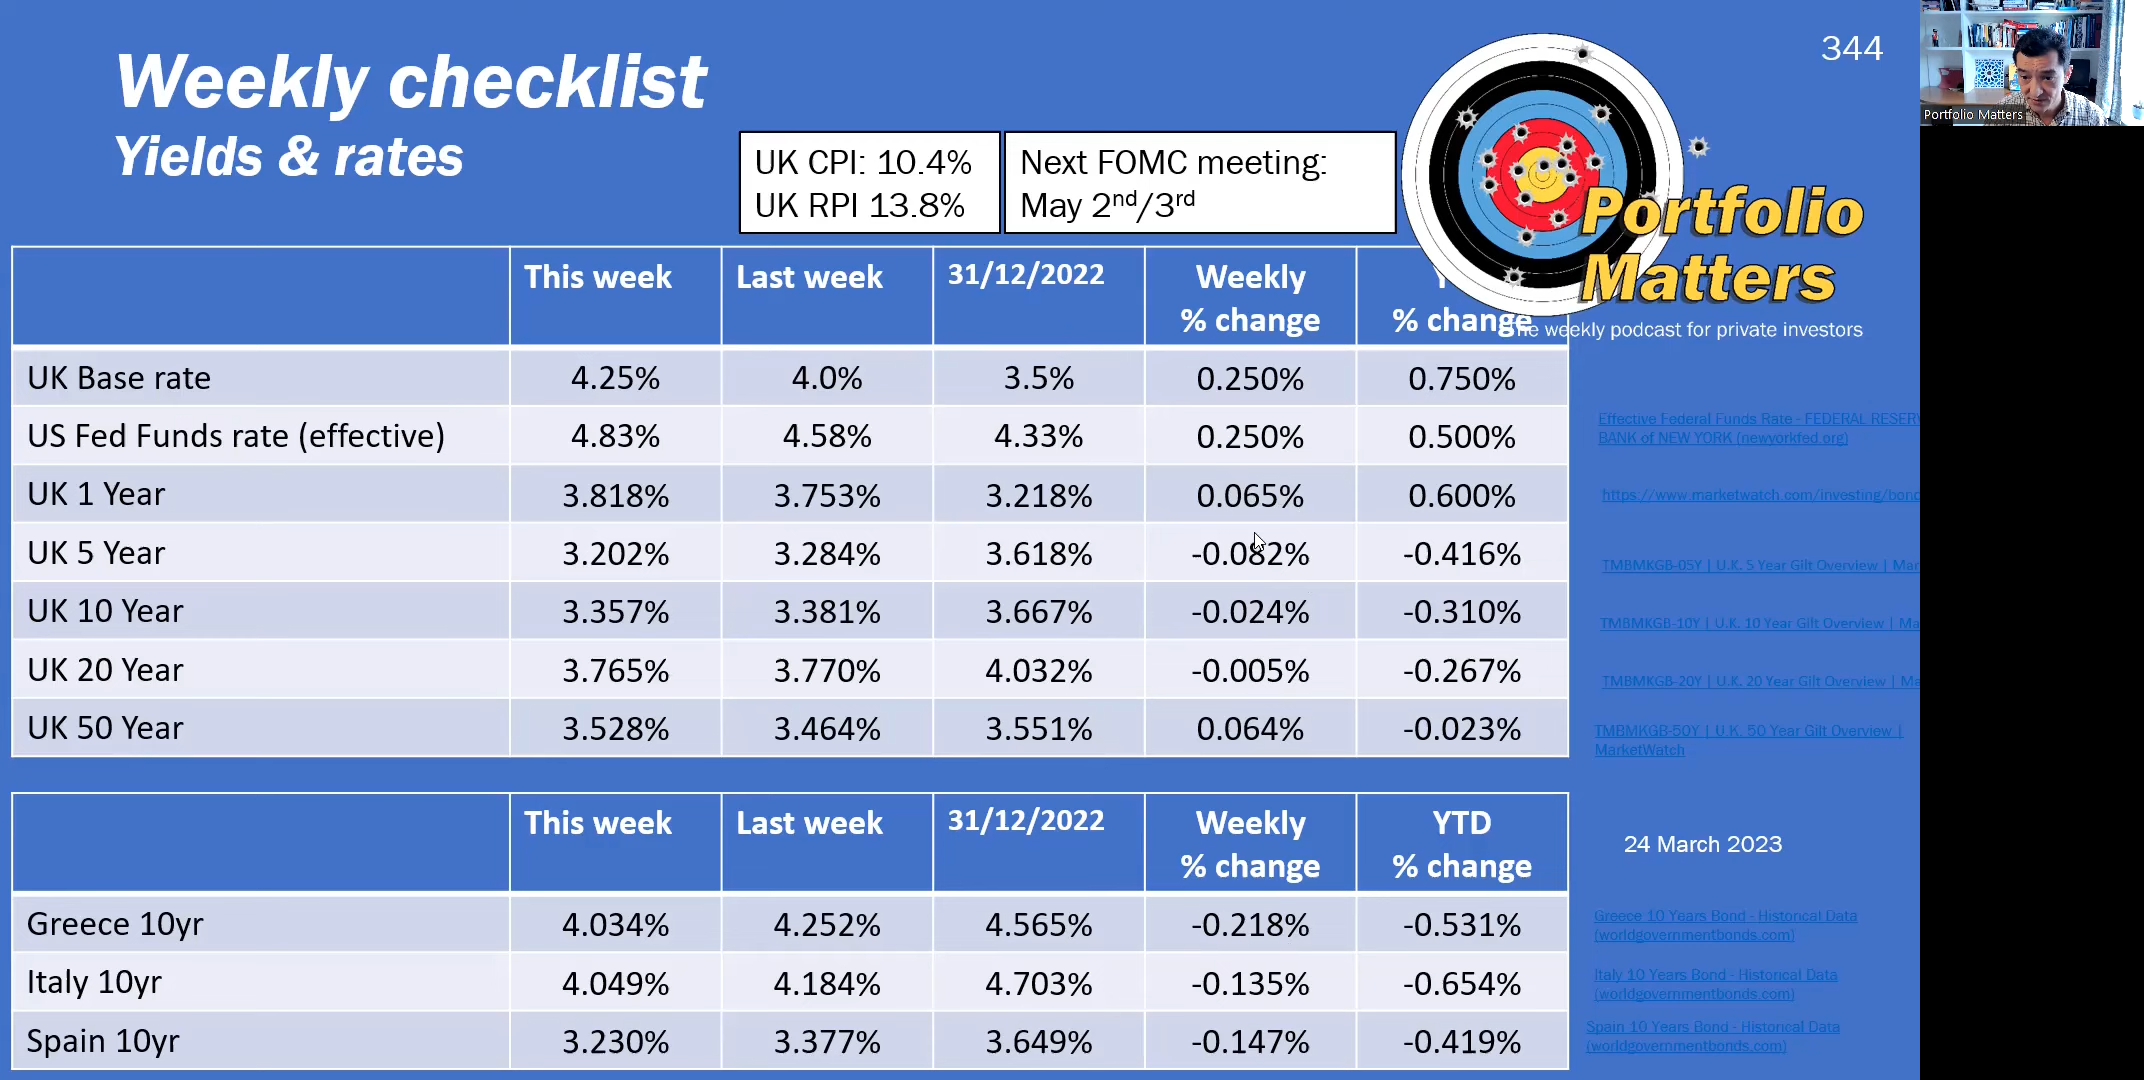 Weekly checklist
Yields & rates
344
Portfolio Matters
UK CPI: 10.4%
UK RPI 13.8%
Next FOMC meeting:
May 2nd/3rd
Portfolio
Matters
weekly podcast for private investors
This week Last week 31/12/2022 Weekly % change % change
UK Base rate 4.25% 4.0% 3.5% 0.250% 0.750%
US Fed Funds rate (effective) 4.83% 4.58% 4.33% 0.250% 0.500%
UK 1 Year 3.818% 3.753% 3.218% 0.065% 0.600%
UK 5 Year 3.202% 3.284% 3.618% -0.082% -0.416%
UK 10 Year 3.357% 3.381% 3.667% -0.024% -0.310%
UK 20 Year 3.765% 3.770% 4.032% -0.005% -0.267%
UK 50 Year 3.528% 3.464% 3.551% 0.064% -0.023%
Effective Federal Funds Rate - FEDERAL RESERV
BANK of NEW YORK (newyorkfed.org)
https://www.marketwatch.com/investing/bond
TMBMKGB-05Y | U.K. 5 Year Gilt Overview | Mar
TMBMKGB-10Y | U.K. 10 Year Gilt Overview | Ma
TMBMKGB-20Y | U.K. 20 Year Gilt Overview | Ma
TMBMKGB-50Y | U.K. 50 Year Gilt Overview |
MarketWatch
This week Last week 31/12/2022 Weekly % change YTD % change
Greece 10yr 4.034% 4.252% 4.565% -0.218% -0.531%
Italy 10yr 4.049% 4.184% 4.703% -0.135% -0.654%
Spain 10yr 3.230% 3.377% 3.649% -0.147% -0.419%
24 March 2023
Greece 10 Years Bond - Historical Data
(worldgovernmentbonds.com)
Italy 10 Years Bond - Historical Data
(worldgovernmentbonds.com)
Spain 10 Years Bond - Historical Data
(worldgovernmentbonds.com)